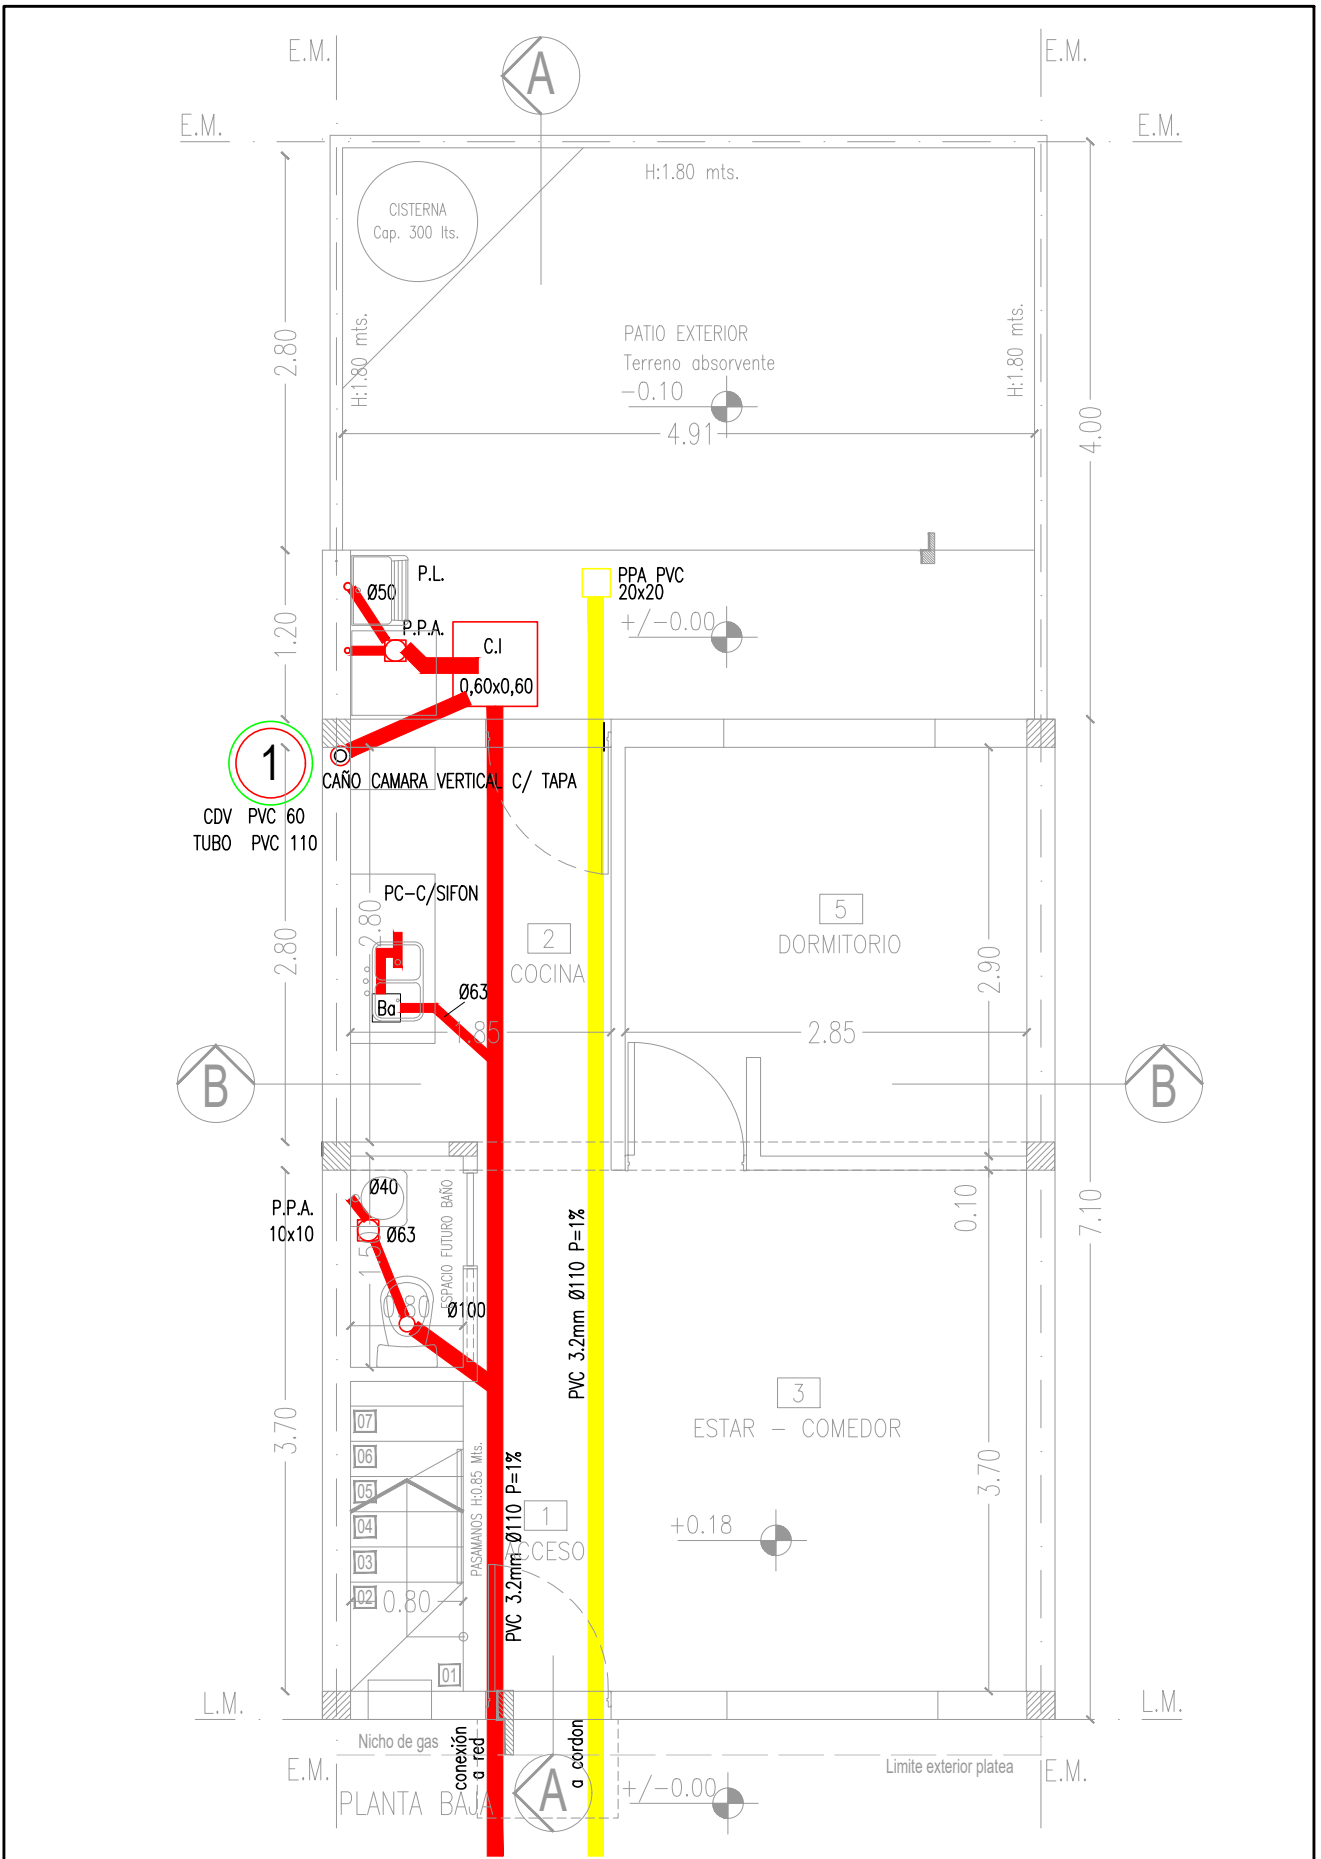 E.M.
E.M.
A
E.M.
E.M.
H:1.80 mts.
CISTERNA
Cap. 300 lts.
H:1.80 mts.
H:1.80 mts.
2.80
PATIO EXTERIOR
Terreno absorvente
-0.10
4.91
4.00
P.L.
Ø50
PPA PVC
20x20
+/-0.00
P.P.A.
C.I
0,60x0,60
1.20
1
CAÑO CAMARA VERTICAL C/ TAPA
CDV PVC 60
TUBO PVC 110
PC-C/SIFON
2.80
2.80
2
COCINA
5
DORMITORIO
2.90
Ø63
Ba
1.85
2.85
B
B
Ø40
P.P.A.
10x10
Ø63
ESPACIO FUTURO BAÑO
0.80
Ø100
0.10
7.10
PVC 3.2mm Ø110 P=1%
3
ESTAR - COMEDOR
3.70
3.70
07
06
05
04
03
02
01
0.80
PASAMANOS H:0.85 Mts.
PVC 3.2mm Ø110 P=1%
1
ACCESO
+0.18
L.M.
L.M.
Nicho de gas
conexión
a red
a cordon
Limite exterior platea
E.M.
E.M.
PLANTA BAJA
A
+/-0.00